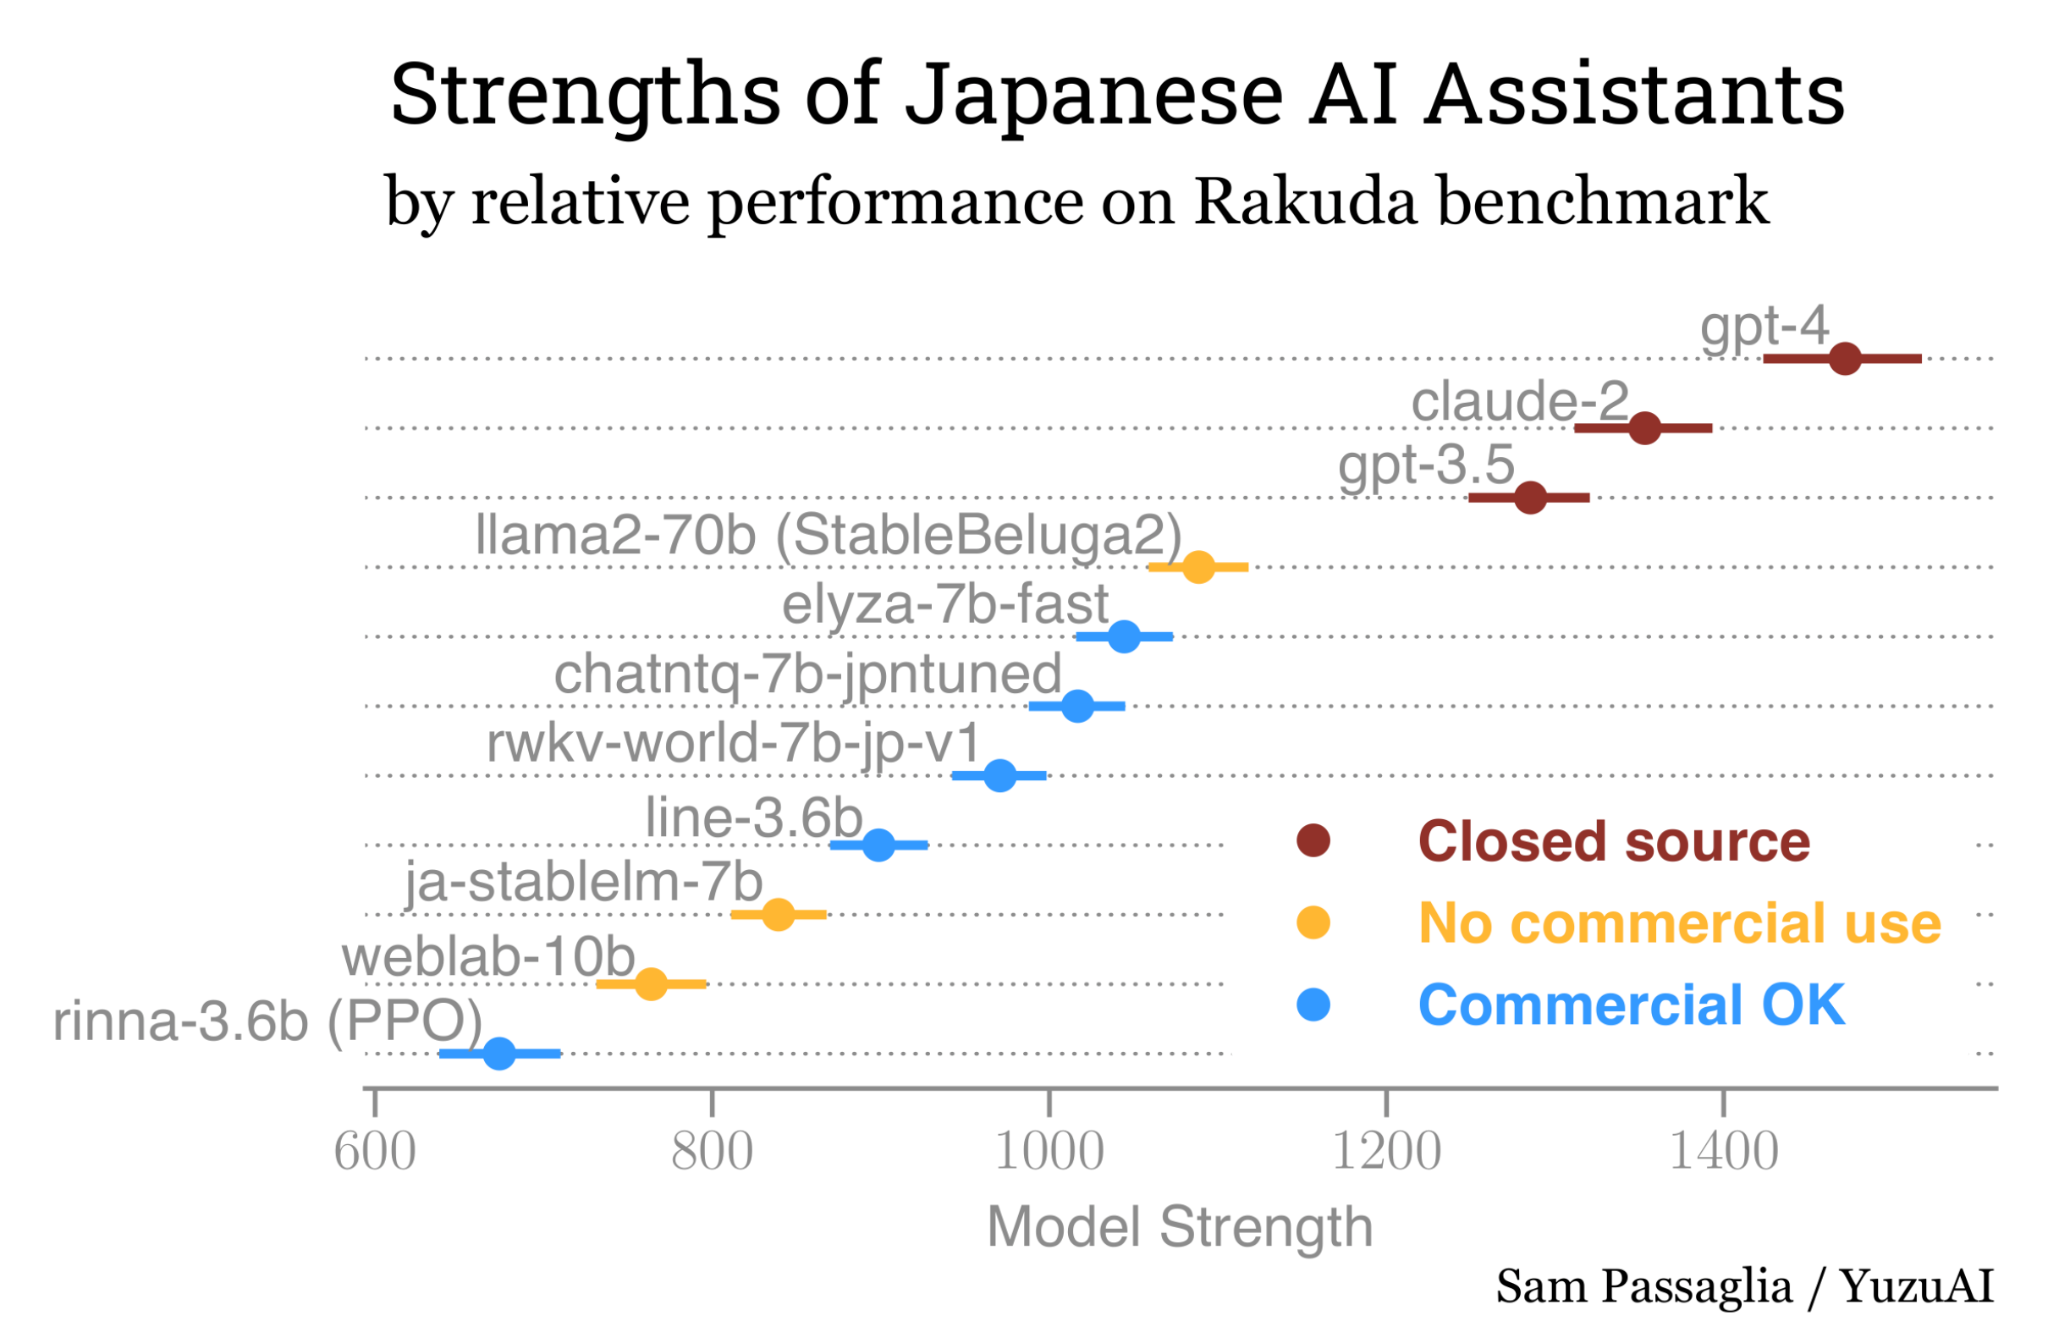 Strengths of Japanese AI Assistants
by relative performance on Rakuda benchmark
gpt-4
claude-2
gpt-3.5
llama2-70b (StableBeluga2)
elyza-7b-fast
chatntq-7b-jpntuned
rwkv-world-7b-jp-v1
line-3.6b
ja-stablelm-7b
weblab-10b
rinna-3.6b (PPO)
Closed source
No commercial use
Commercial OK
600 800 1000 1200 1400
Model Strength
Sam Passaglia / YuzuAI